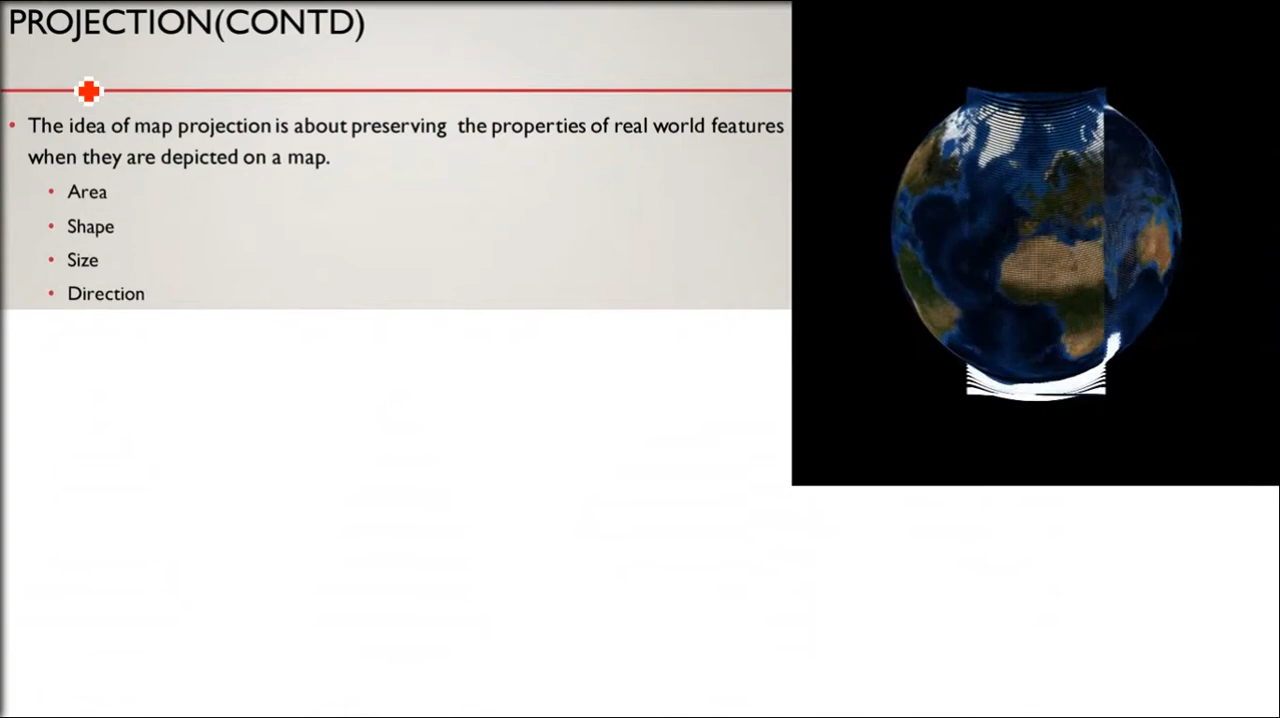 PROJECTION(CONTD)
• The idea of map projection is about preserving the properties of real world features
when they are depicted on a map.
• Area
• Shape
• Size
• Direction